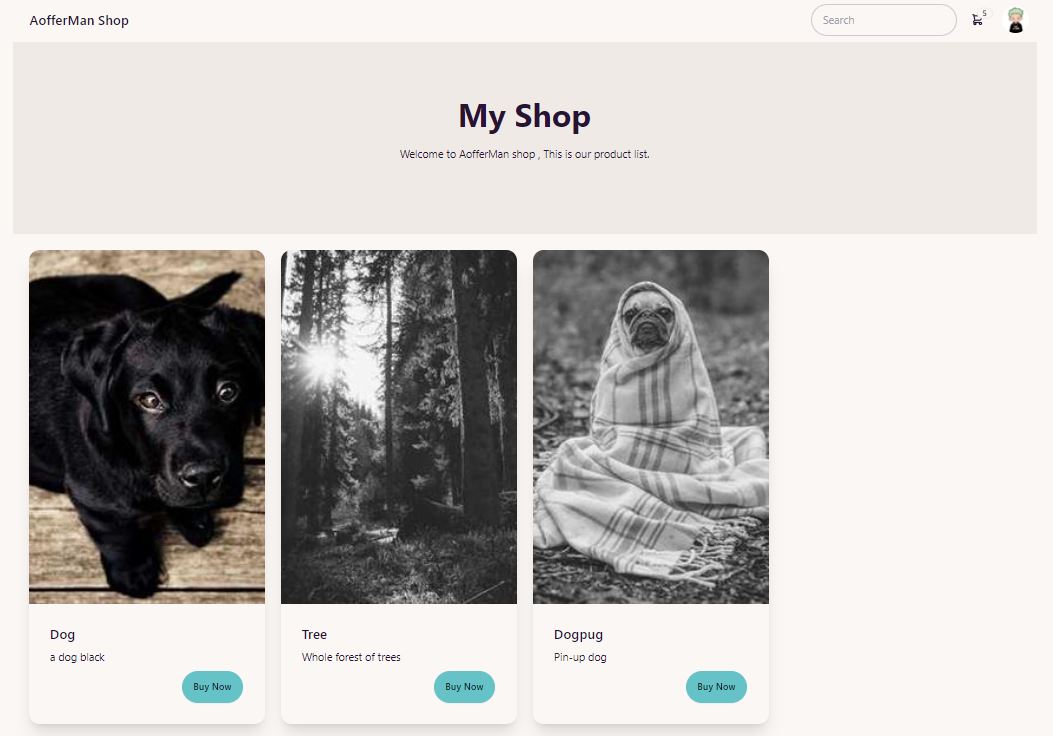 AofferMan Shop
Search
5
My Shop
Welcome to AofferMan shop , This is our product list.
Dog
a dog black
Buy Now
Tree
Whole forest of trees
Buy Now
Dogpug
Pin-up dog
Buy Now